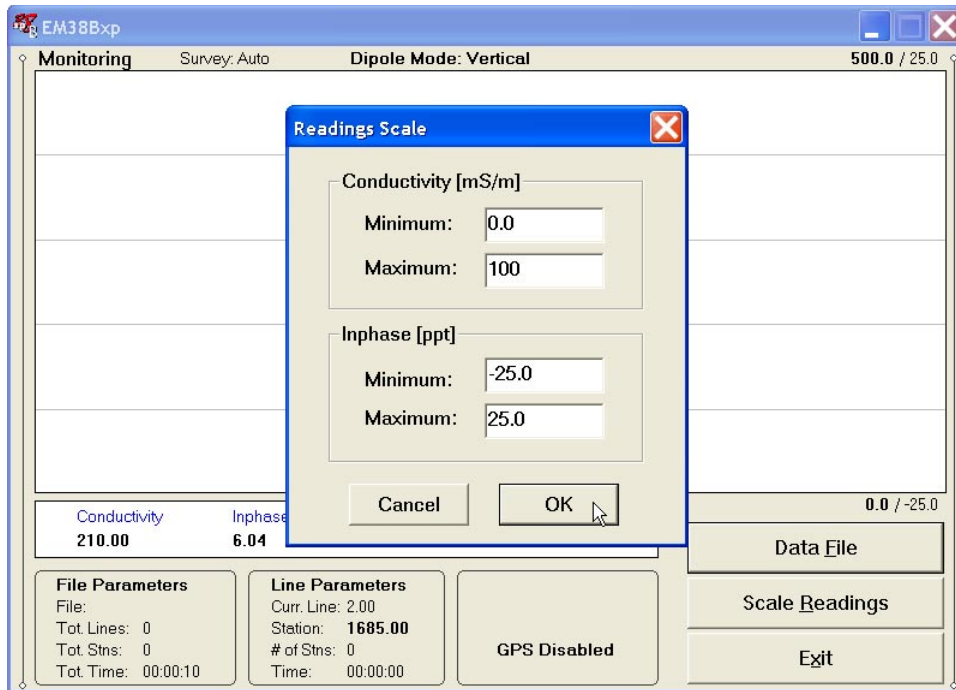 EM38Bxp
Monitoring Survey: Auto Dipole Mode: Vertical 500.0 / 25.0
Readings Scale
Conductivity [mS/m]
Minimum: 0.0
Maximum: 100
Inphase [ppt]
Minimum: -25.0
Maximum: 25.0
Cancel OK
0.0 / -25.0
Conductivity Inphase
210.00 6.04
Data File
Scale Readings
Exit
File Parameters
File:
Tot. Lines: 0
Tot. Stns: 0
Tot. Time: 00:00:10
Line Parameters
Curr. Line: 2.00
Station: 1685.00
# of Stns: 0
Time: 00:00:00
GPS Disabled